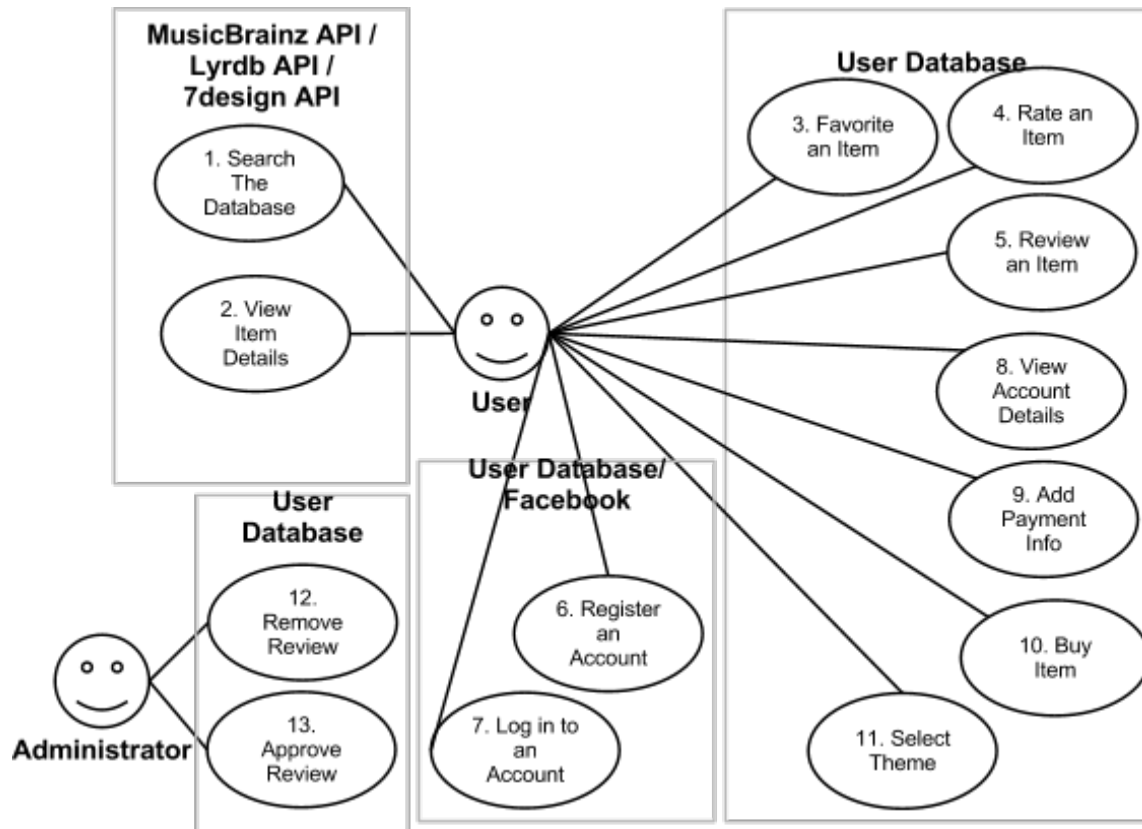 MusicBrainz API /
Lyrdb API /
7design API
1. Search
The
Database
2. View
Item
Details
User
User Database
3. Favorite
an Item
4. Rate an
Item
5. Review
an Item
8. View
Account
Details
9. Add
Payment
Info
10. Buy
Item
11. Select
Theme
User Database/
Facebook
6. Register
an
Account
7. Log in to
an
Account
User
Database
12.
Remove
Review
13.
Approve
Review
Administrator